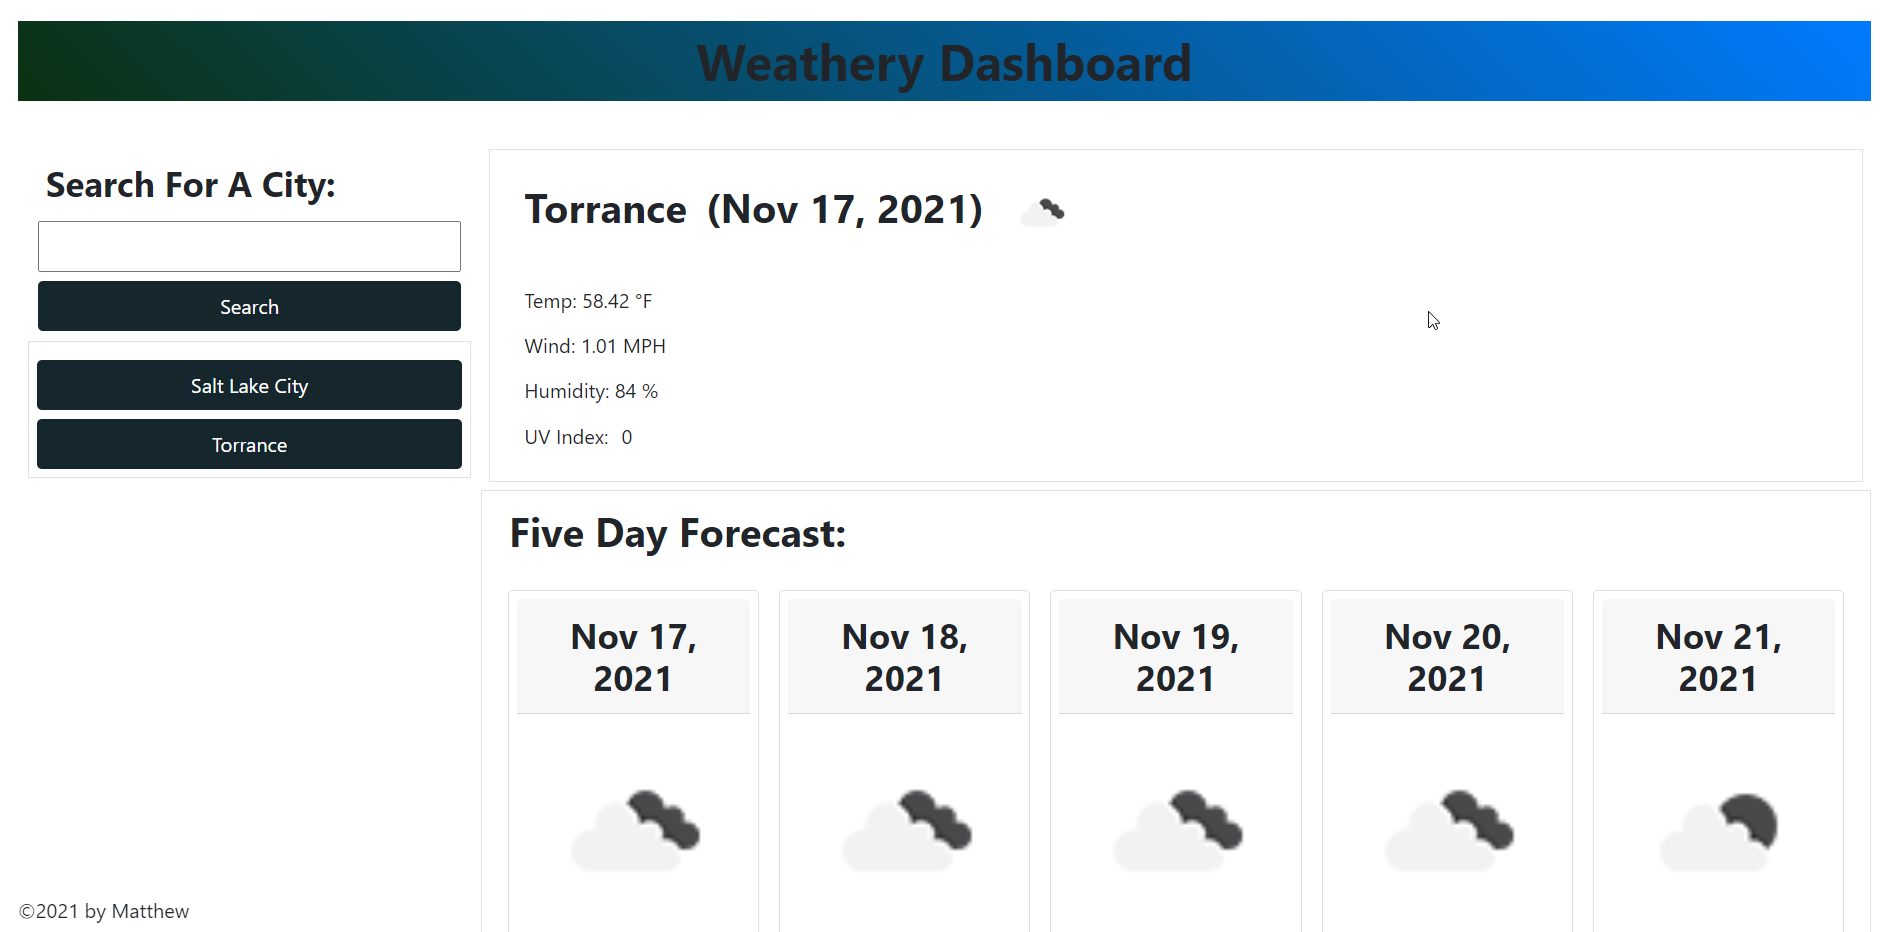 Weathery Dashboard
Search For A City:
Search
Salt Lake City
Torrance
Torrance (Nov 17, 2021)
Temp: 58.42 °F
Wind: 1.01 MPH
Humidity: 84 %
UV Index: 0
Five Day Forecast:
Nov 17,
2021
Nov 18,
2021
Nov 19,
2021
Nov 20,
2021
Nov 21,
2021
©2021 by Matthew